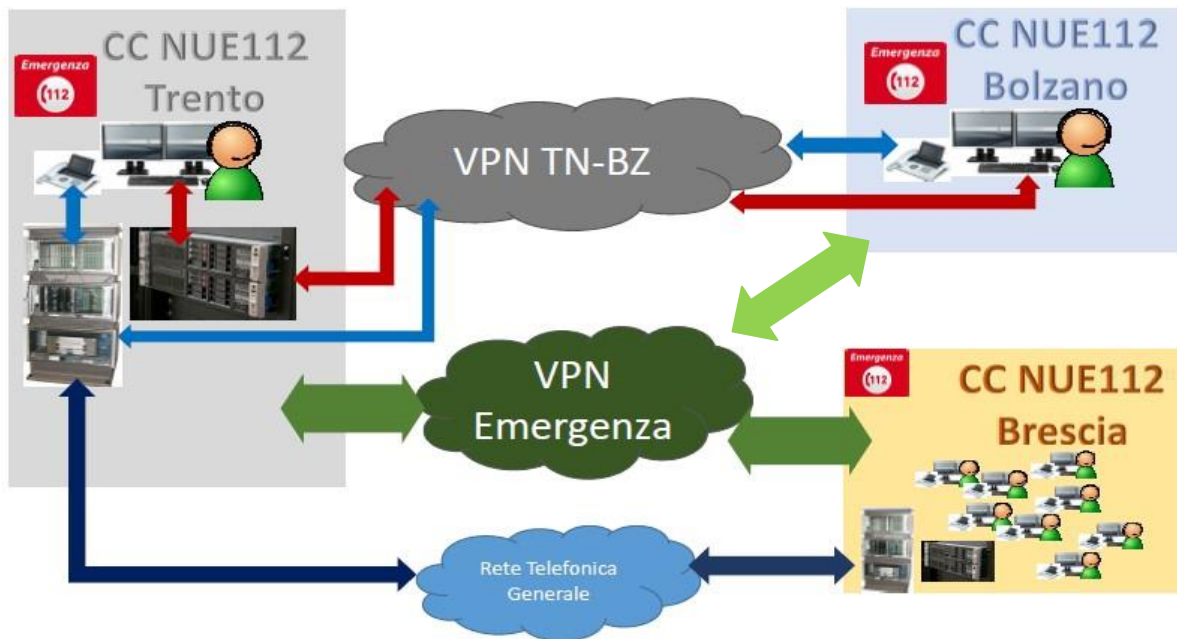 Emergenza
112
CC NUE112
Trento
VPN TN-BZ
Emergenza
112
CC NUE112
Bolzano
VPN
Emergenza
Emergenza
112
CC NUE112
Brescia
Rete Telefonica
Generale